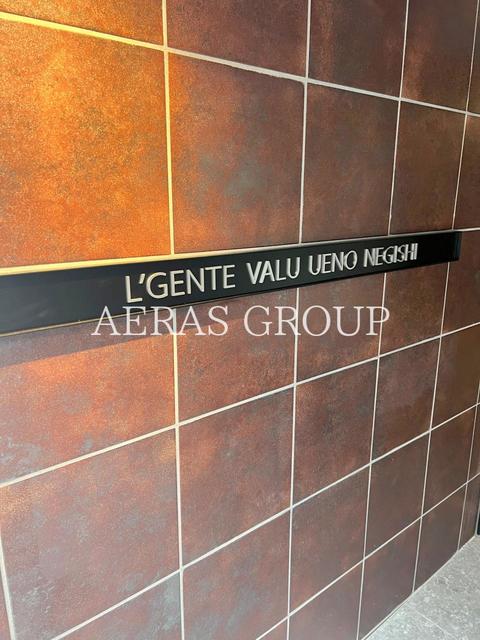 L'GENTE VALU UENO NEGISHI
AERAS GROUP